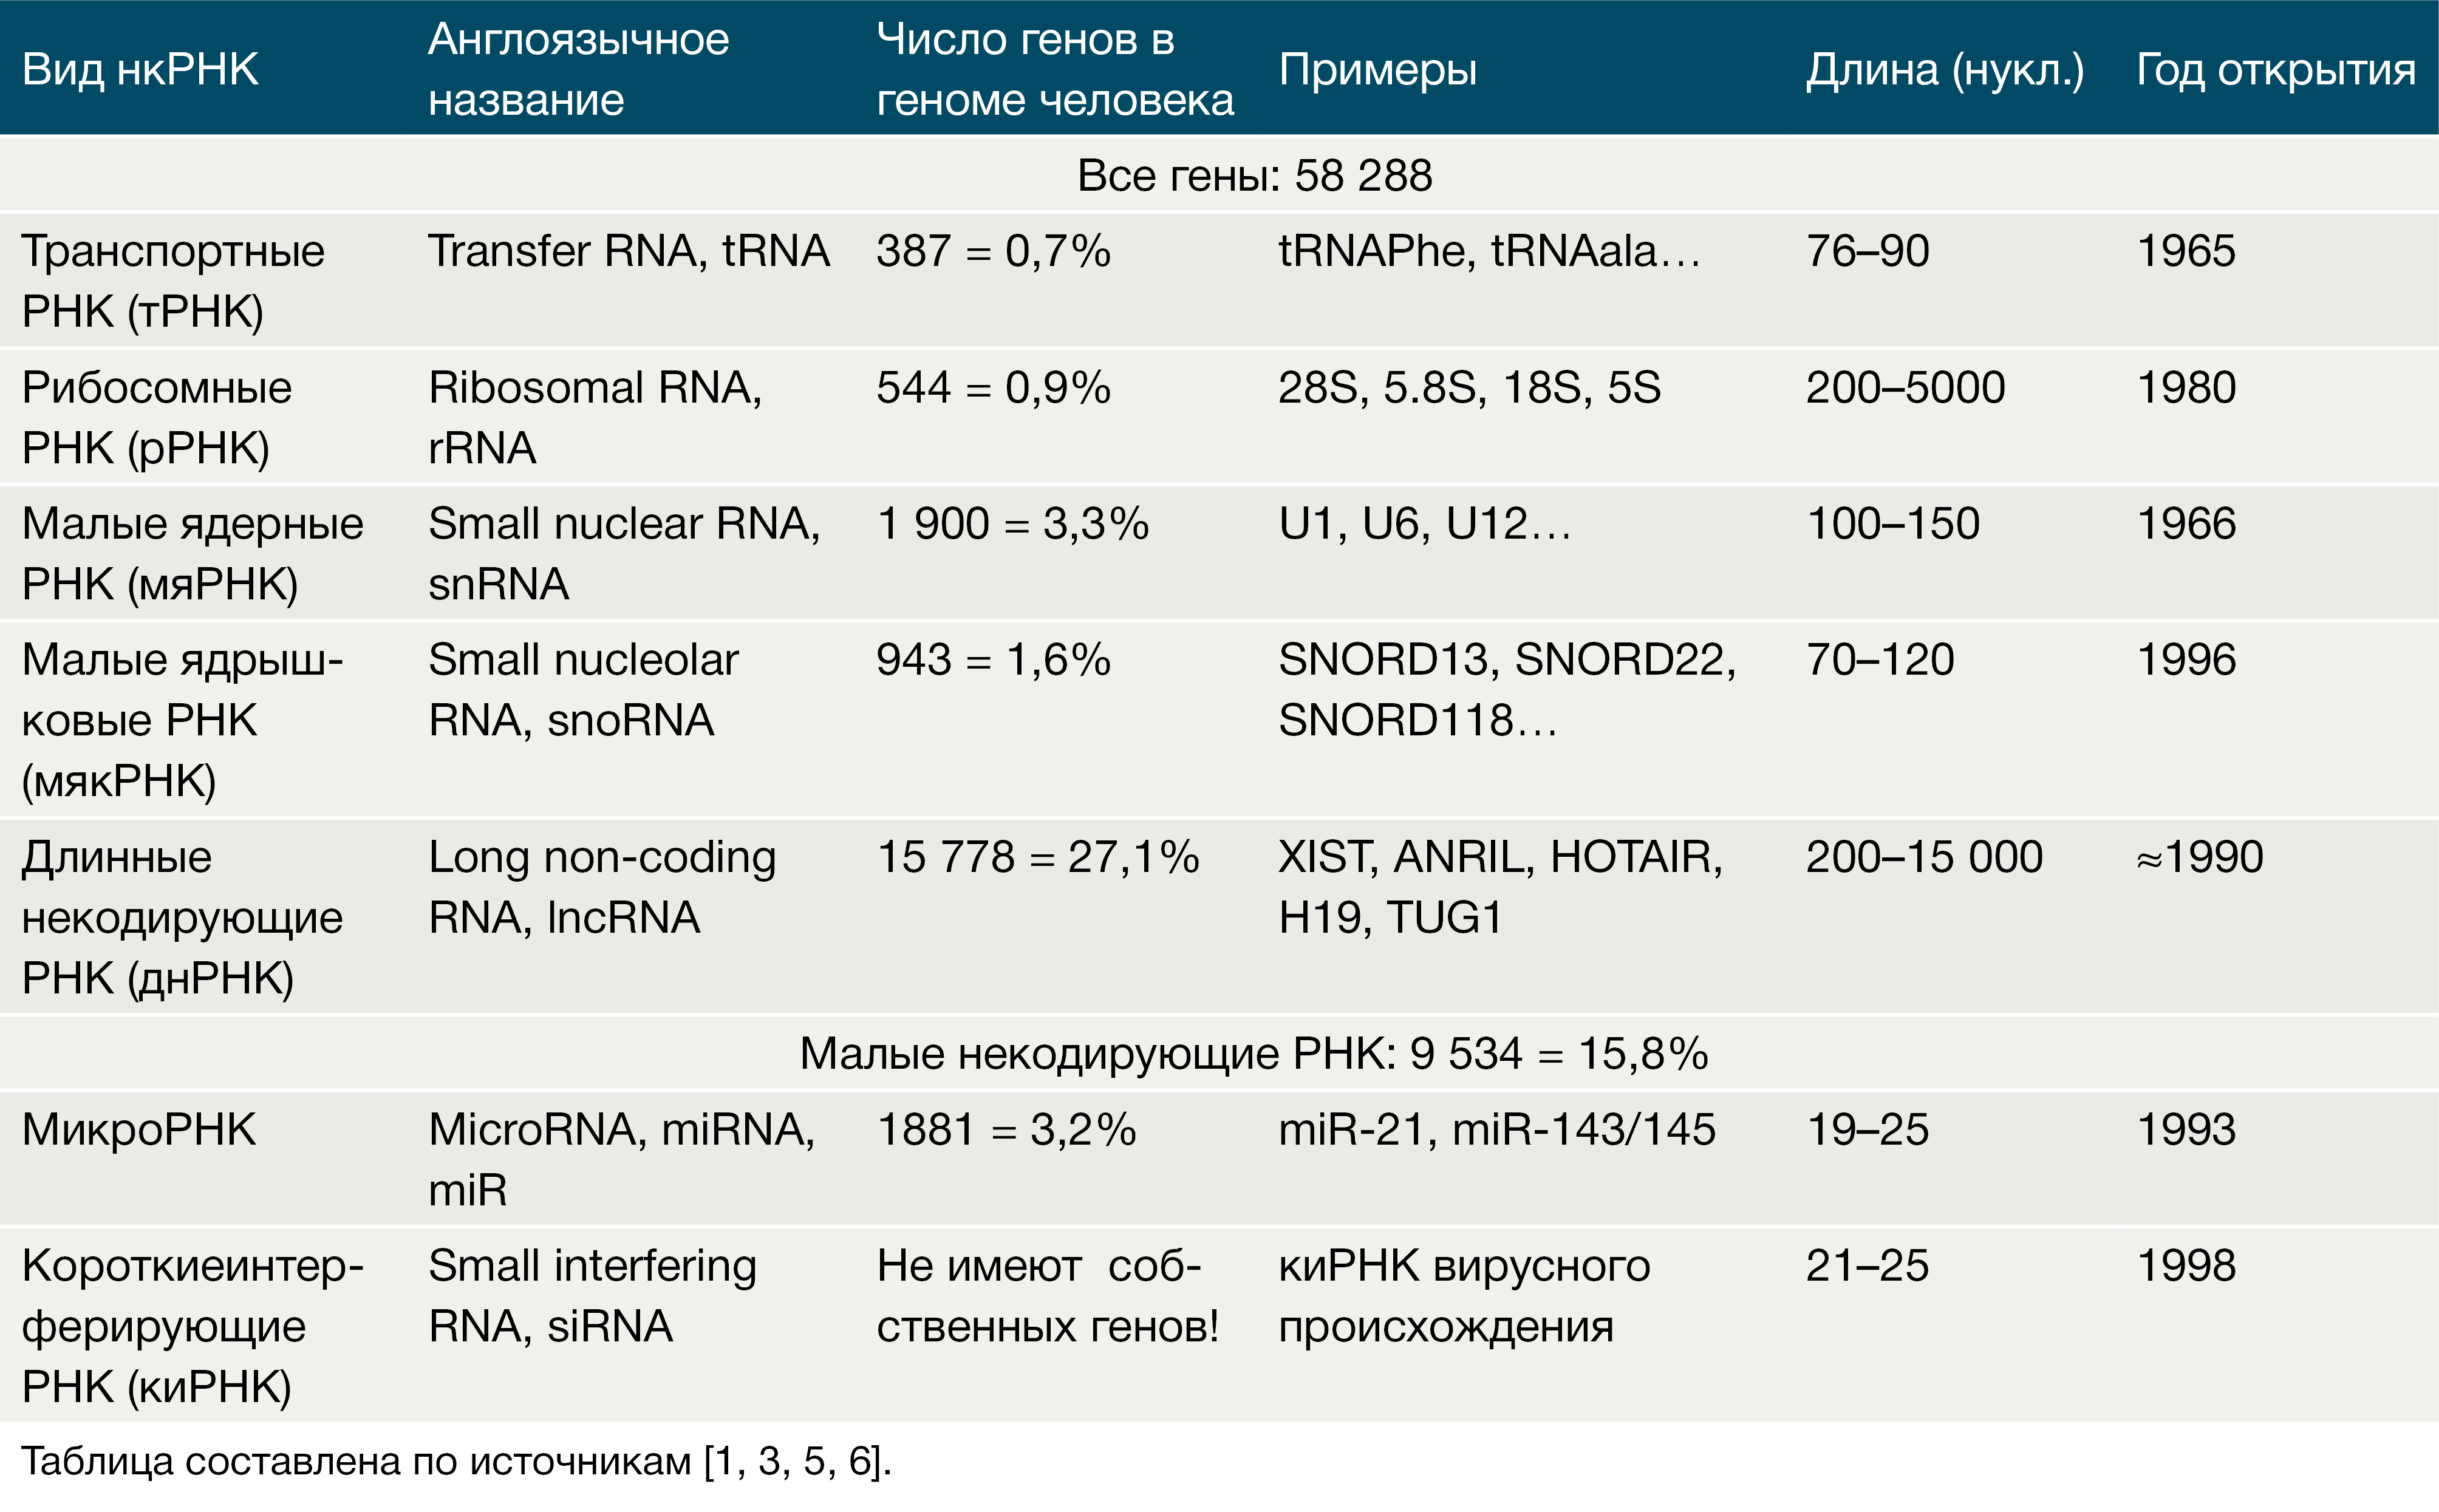 Вид нкРНК
Англоязычное
название
Число генов в
геноме человека
Примеры
Длина (нукл.)
Год открытия
Все гены: 58 288
Транспортные
РНК (тРНК)
Transfer RNA, tRNA
387 = 0,7%
tRNAPhe, tRNAala…
76–90
1965
Рибосомные
РНК (рРНК)
Ribosomal RNA,
rRNA
544 = 0,9%
28S, 5.8S, 18S, 5S
200–5000
1980
Малые ядерные
РНК (мяРНК)
Small nuclear RNA,
snRNA
1 900 = 3,3%
U1, U6, U12…
100–150
1966
Малые ядрыш-
ковые РНК
(мякРНК)
Small nucleolar
RNA, snoRNA
943 = 1,6%
SNORD13, SNORD22,
SNORD118…
70–120
1996
Длинные
некодирующие
РНК (днРНК)
Long non-coding
RNA, lncRNA
15 778 = 27,1%
XIST, ANRIL, HOTAIR,
H19, TUG1
200–15 000
≈1990
Малые некодирующие РНК: 9 534 = 15,8%
МикроРНК
MicroRNA, miRNA,
miR
1881 = 3,2%
miR-21, miR-143/145
19–25
1993
Короткиеинтер-
ферирующие
РНК (киРНК)
Small interfering
RNA, siRNA
Не имеют  соб-
ственных генов!
киРНК вирусного
происхождения
21–25
1998
Таблица составлена по источникам [1, 3, 5, 6].